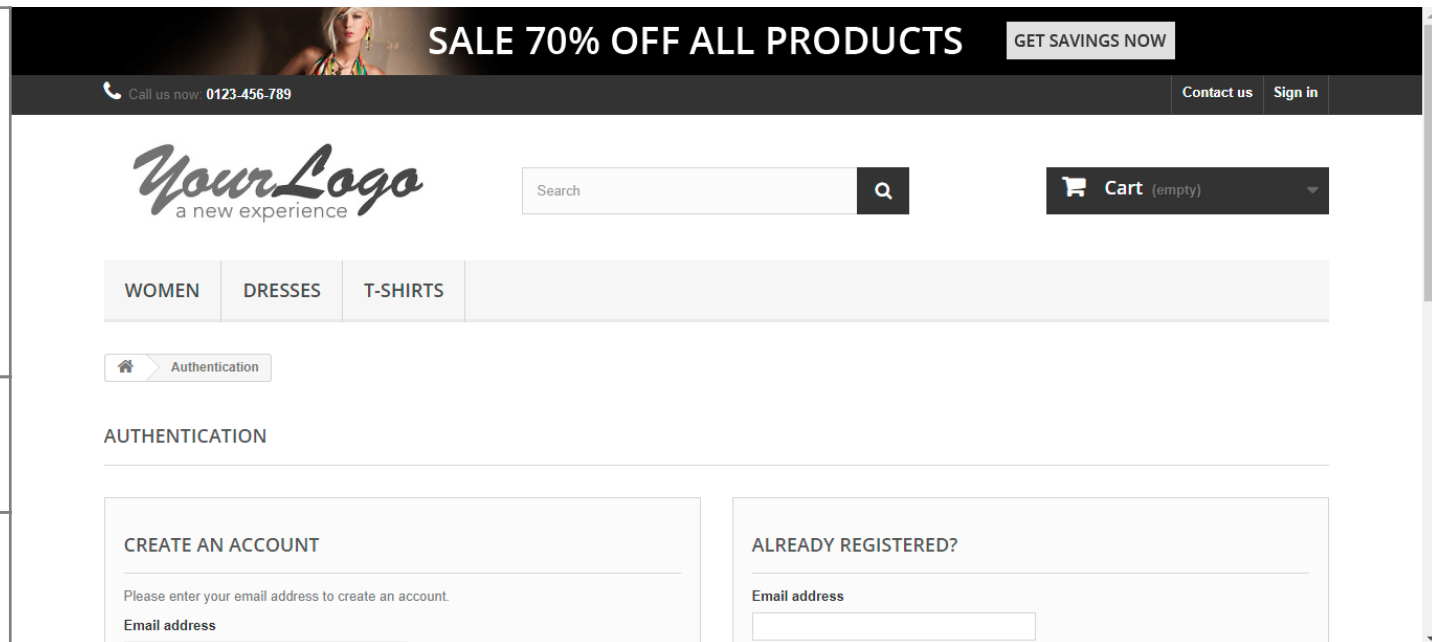 SALE 70% OFF ALL PRODUCTS GET SAVINGS NOW
Call us now: 0123-456-789 Contact us Sign in
YourLogo
a new experience
Search
Cart (empty)
WOMEN DRESSES T-SHIRTS
Authentication
AUTHENTICATION
CREATE AN ACCOUNT
Please enter your email address to create an account.
Email address
ALREADY REGISTERED?
Email address